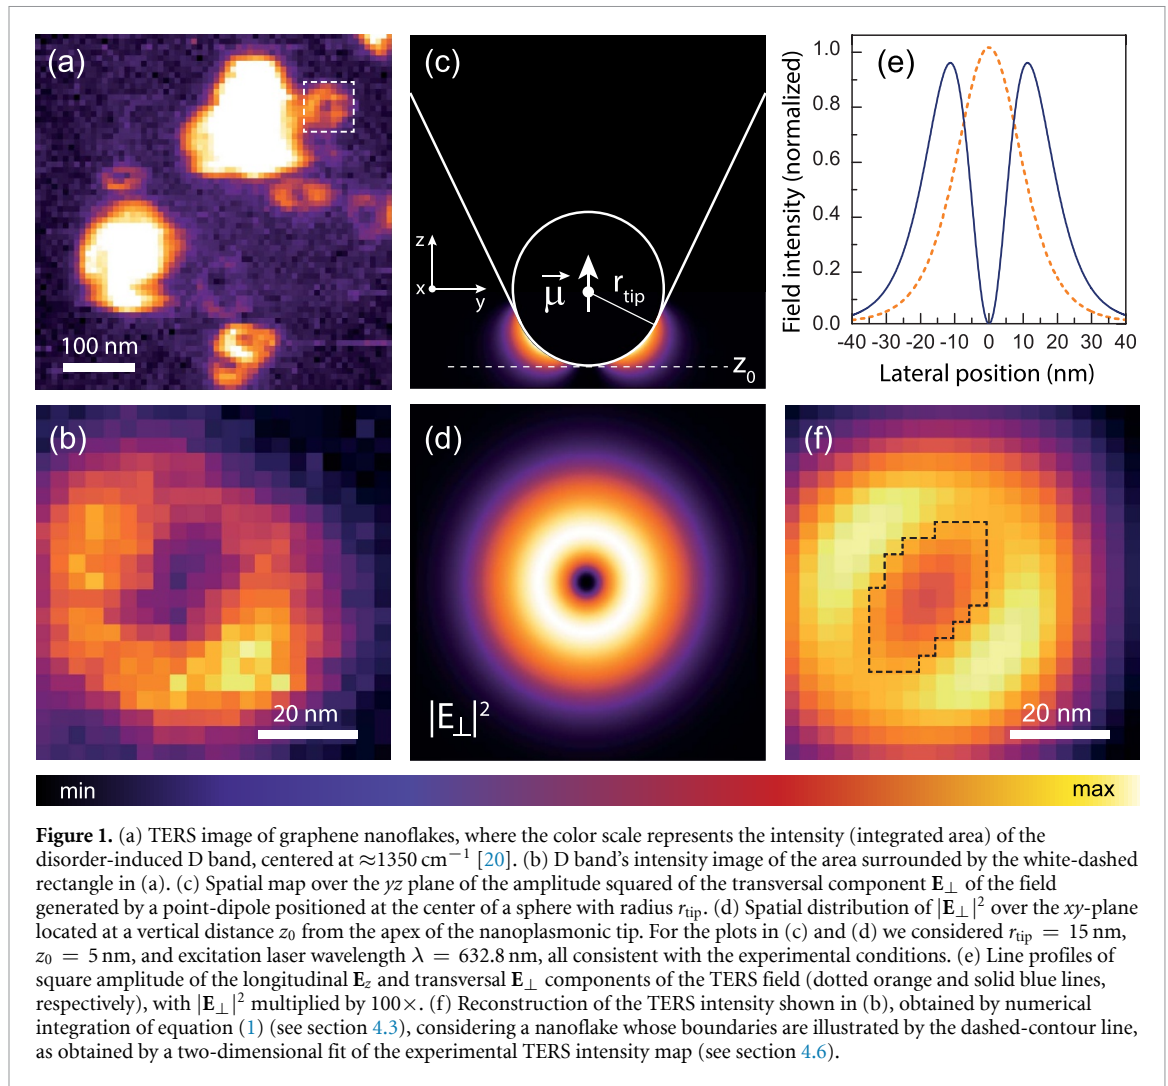 (a)
100 nm
(c)
z
x
y
μ
r_tip
z₀
(e)
Field intensity (normalized)
1.0
0.8
0.6
0.4
0.2
0.0
-40 -30 -20 -10 0 10 20 30 40
Lateral position (nm)
(b)
20 nm
(d)
|E⊥|²
(f)
20 nm
min
max
Figure 1. (a) TERS image of graphene nanoflakes, where the color scale represents the intensity (integrated area) of the
disorder-induced D band, centered at ≈1350 cm⁻¹ [20]. (b) D band's intensity image of the area surrounded by the white-dashed
rectangle in (a). (c) Spatial map over the yz plane of the amplitude squared of the transversal component E⊥ of the field
generated by a point-dipole positioned at the center of a sphere with radius r_tip. (d) Spatial distribution of |E⊥|² over the xy-plane
located at a vertical distance z₀ from the apex of the nanoplasmonic tip. For the plots in (c) and (d) we considered r_tip = 15 nm,
z₀ = 5 nm, and excitation laser wavelength λ = 632.8 nm, all consistent with the experimental conditions. (e) Line profiles of
square amplitude of the longitudinal E_z and transversal E⊥ components of the TERS field (dotted orange and solid blue lines,
respectively), with |E⊥|² multiplied by 100×. (f) Reconstruction of the TERS intensity shown in (b), obtained by numerical
integration of equation (1) (see section 4.3), considering a nanoflake whose boundaries are illustrated by the dashed-contour line,
as obtained by a two-dimensional fit of the experimental TERS intensity map (see section 4.6).